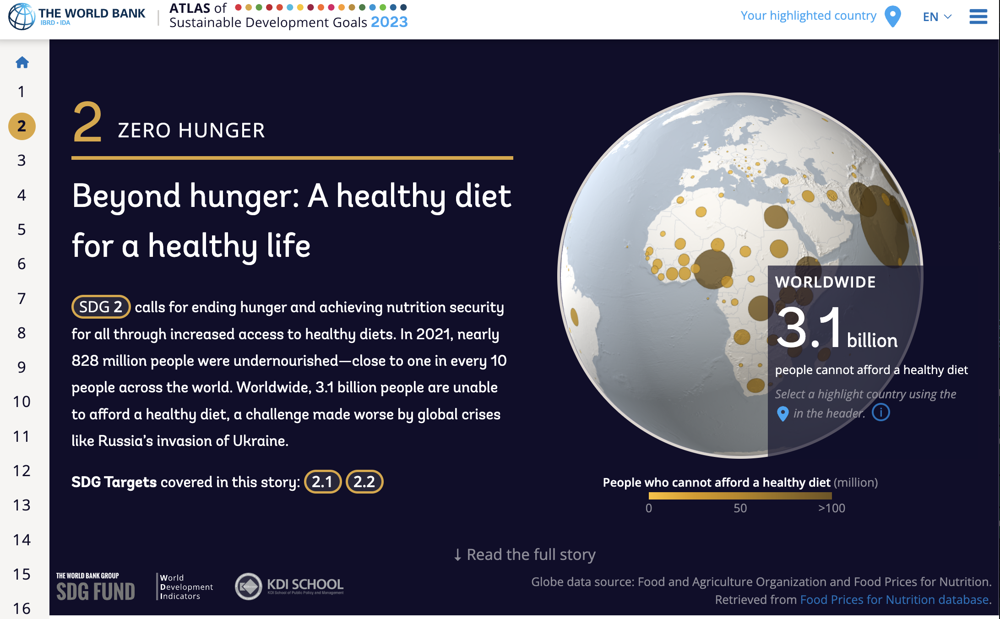 THE WORLD BANK
IBRD • IDA
ATLAS of
Sustainable Development Goals 2023
Your highlighted country
EN
1
2
3
4
5
6
7
8
9
10
11
12
13
14
15
16
2 ZERO HUNGER
Beyond hunger: A healthy diet
for a healthy life
SDG 2 calls for ending hunger and achieving nutrition security
for all through increased access to healthy diets. In 2021, nearly
828 million people were undernourished—close to one in every 10
people across the world. Worldwide, 3.1 billion people are unable
to afford a healthy diet, a challenge made worse by global crises
like Russia’s invasion of Ukraine.
SDG Targets covered in this story: 2.1 2.2
WORLDWIDE
3.1 billion
people cannot afford a healthy diet
Select a highlight country using the
in the header. i
People who cannot afford a healthy diet (million)
0 50 >100
↓ Read the full story
THE WORLD BANK GROUP
SDG FUND
World
Development
Indicators
KDI SCHOOL
KDI School of Public Policy and Management
Globe data source: Food and Agriculture Organization and Food Prices for Nutrition.
Retrieved from Food Prices for Nutrition database.